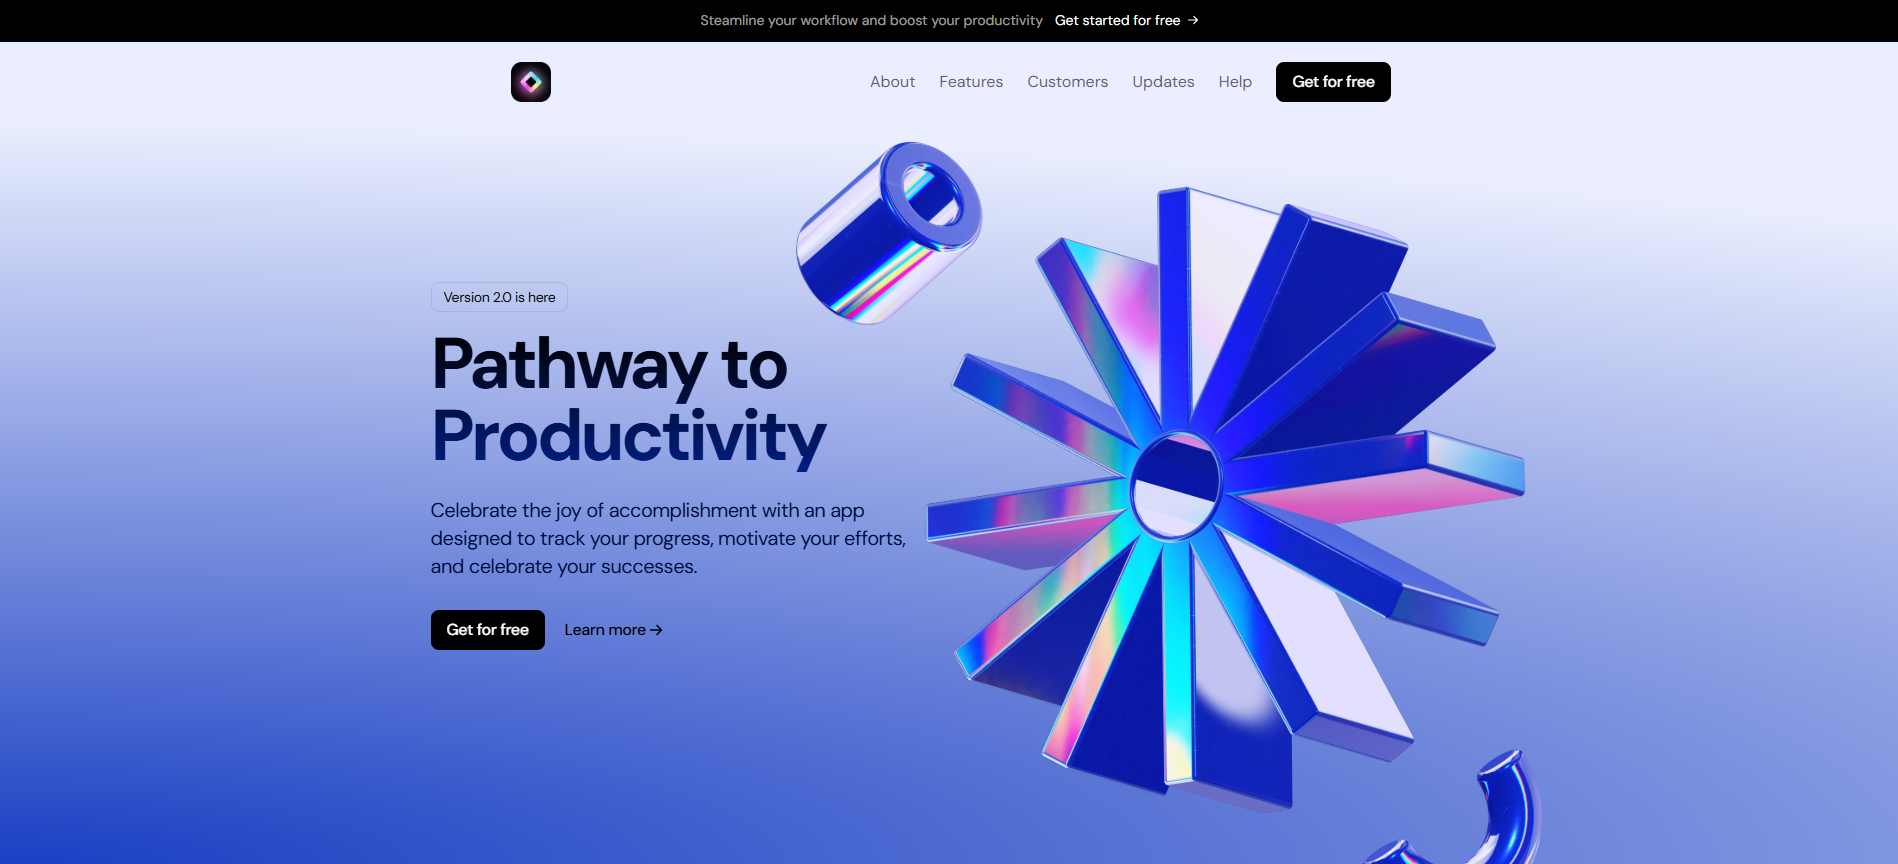 Steamline your workflow and boost your productivity Get started for free →
About Features Customers Updates Help Get for free
Version 2.0 is here
Pathway to
Productivity
Celebrate the joy of accomplishment with an app
designed to track your progress, motivate your efforts,
and celebrate your successes.
Get for free Learn more →